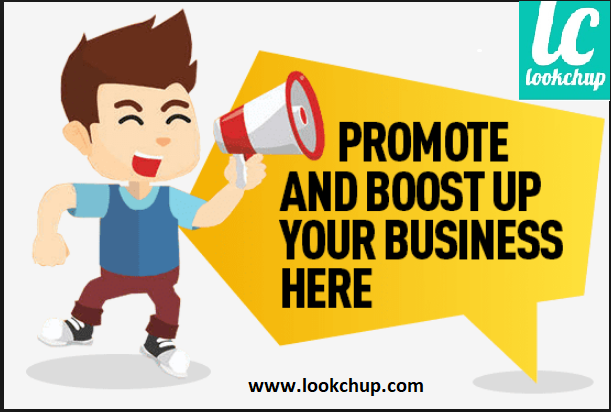 lc
lookchup
PROMOTE
AND BOOST UP
YOUR BUSINESS
HERE
www.lookchup.com